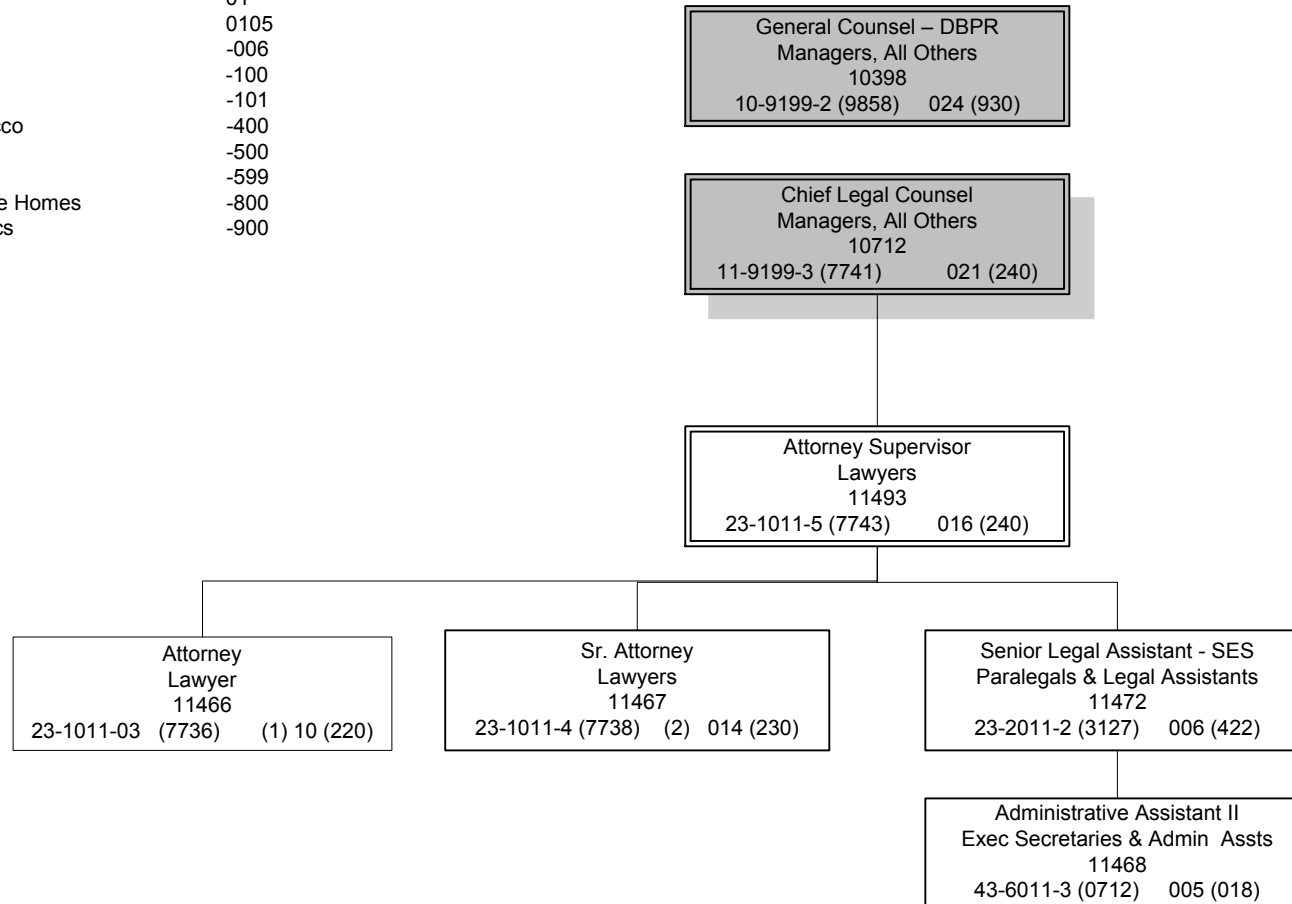 01
0105
-006
-100
-101
cco -400
-500
-599
e Homes -800
cs -900
General Counsel – DBPR
Managers, All Others
10398
10-9199-2 (9858) 024 (930)
Chief Legal Counsel
Managers, All Others
10712
11-9199-3 (7741) 021 (240)
Attorney Supervisor
Lawyers
11493
23-1011-5 (7743) 016 (240)
Attorney
Lawyer
11466
23-1011-03 (7736) (1) 10 (220)
Sr. Attorney
Lawyers
11467
23-1011-4 (7738) (2) 014 (230)
Senior Legal Assistant - SES
Paralegals & Legal Assistants
11472
23-2011-2 (3127) 006 (422)
Administrative Assistant II
Exec Secretaries & Admin Assts
11468
43-6011-3 (0712) 005 (018)